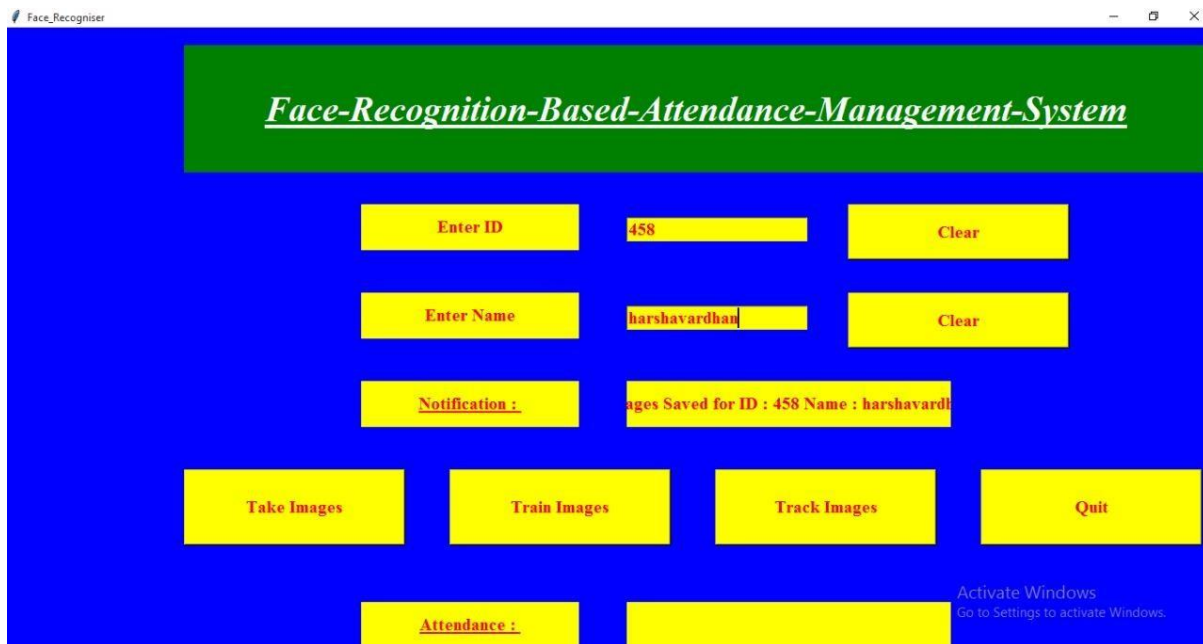 Face_Recogniser
Face-Recognition-Based-Attendance-Management-System
Enter ID
458
Clear
Enter Name
harshavardhan
Clear
Notification :
ages Saved for ID : 458 Name : harshavardh
Take Images
Train Images
Track Images
Quit
Activate Windows
Go to Settings to activate Windows.
Attendance :